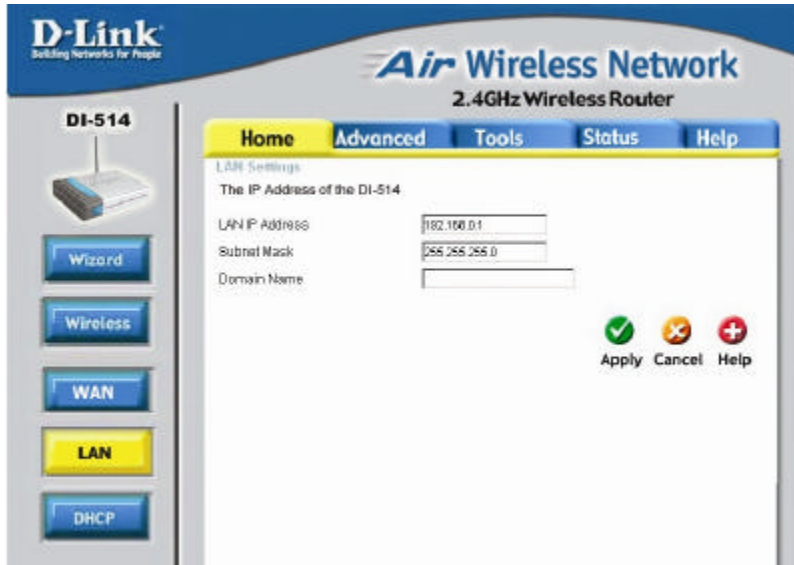 D-Link
Building Networks for People
Air Wireless Network
2.4GHz Wireless Router
DI-514
Home Advanced Tools Status Help
LAN Settings
The IP Address of the DI-514
LAN IP Address 192.168.0.1
Subnet Mask 255.255.255.0
Domain Name
Wizard
Wireless
WAN
LAN
DHCP
Apply Cancel Help